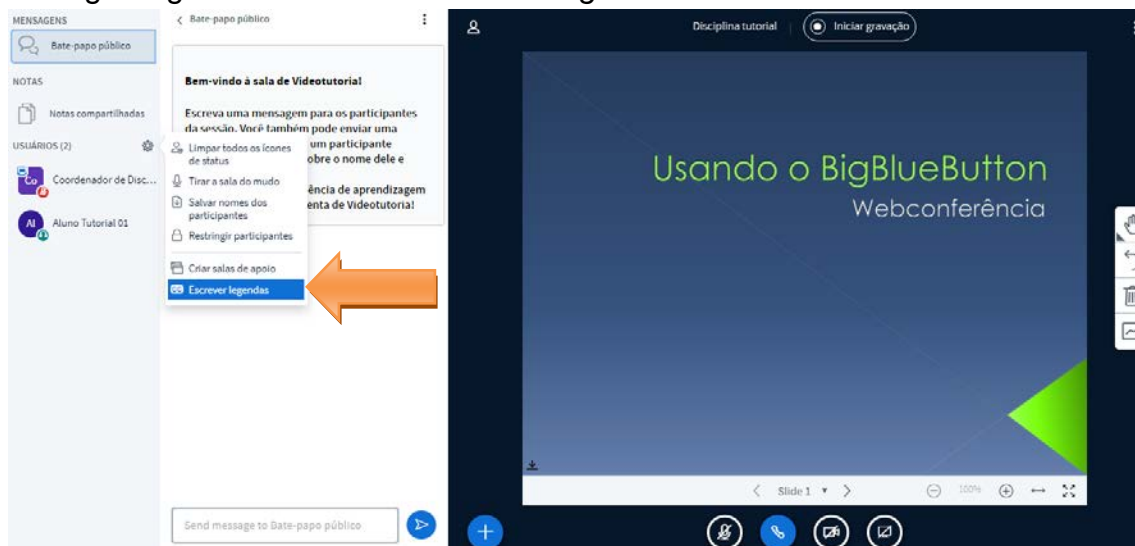 MENSAGENS
Bate-papo público
NOTAS
Notas compartilhadas
USUÁRIOS (2)
Co
Coordenador de Disc...
Al
Aluno Tutorial 01
Bate-papo público
Bem-vindo à sala de Videotutorial
Escreva uma mensagem para os participantes
da sessão. Você também pode enviar uma
um participante
obre o nome dele e
ência de aprendizagem
enta de Videotutoria!
Limpar todos os ícones
de status
Tirar a sala do mudo
Salvar nomes dos
participantes
Restringir participantes
Criar salas de apoio
CC Escrever legendas
Send message to Bate-papo público
Disciplina tutorial
Iniciar gravação
Usando o BigBlueButton
Webconferência
Slide 1
100%